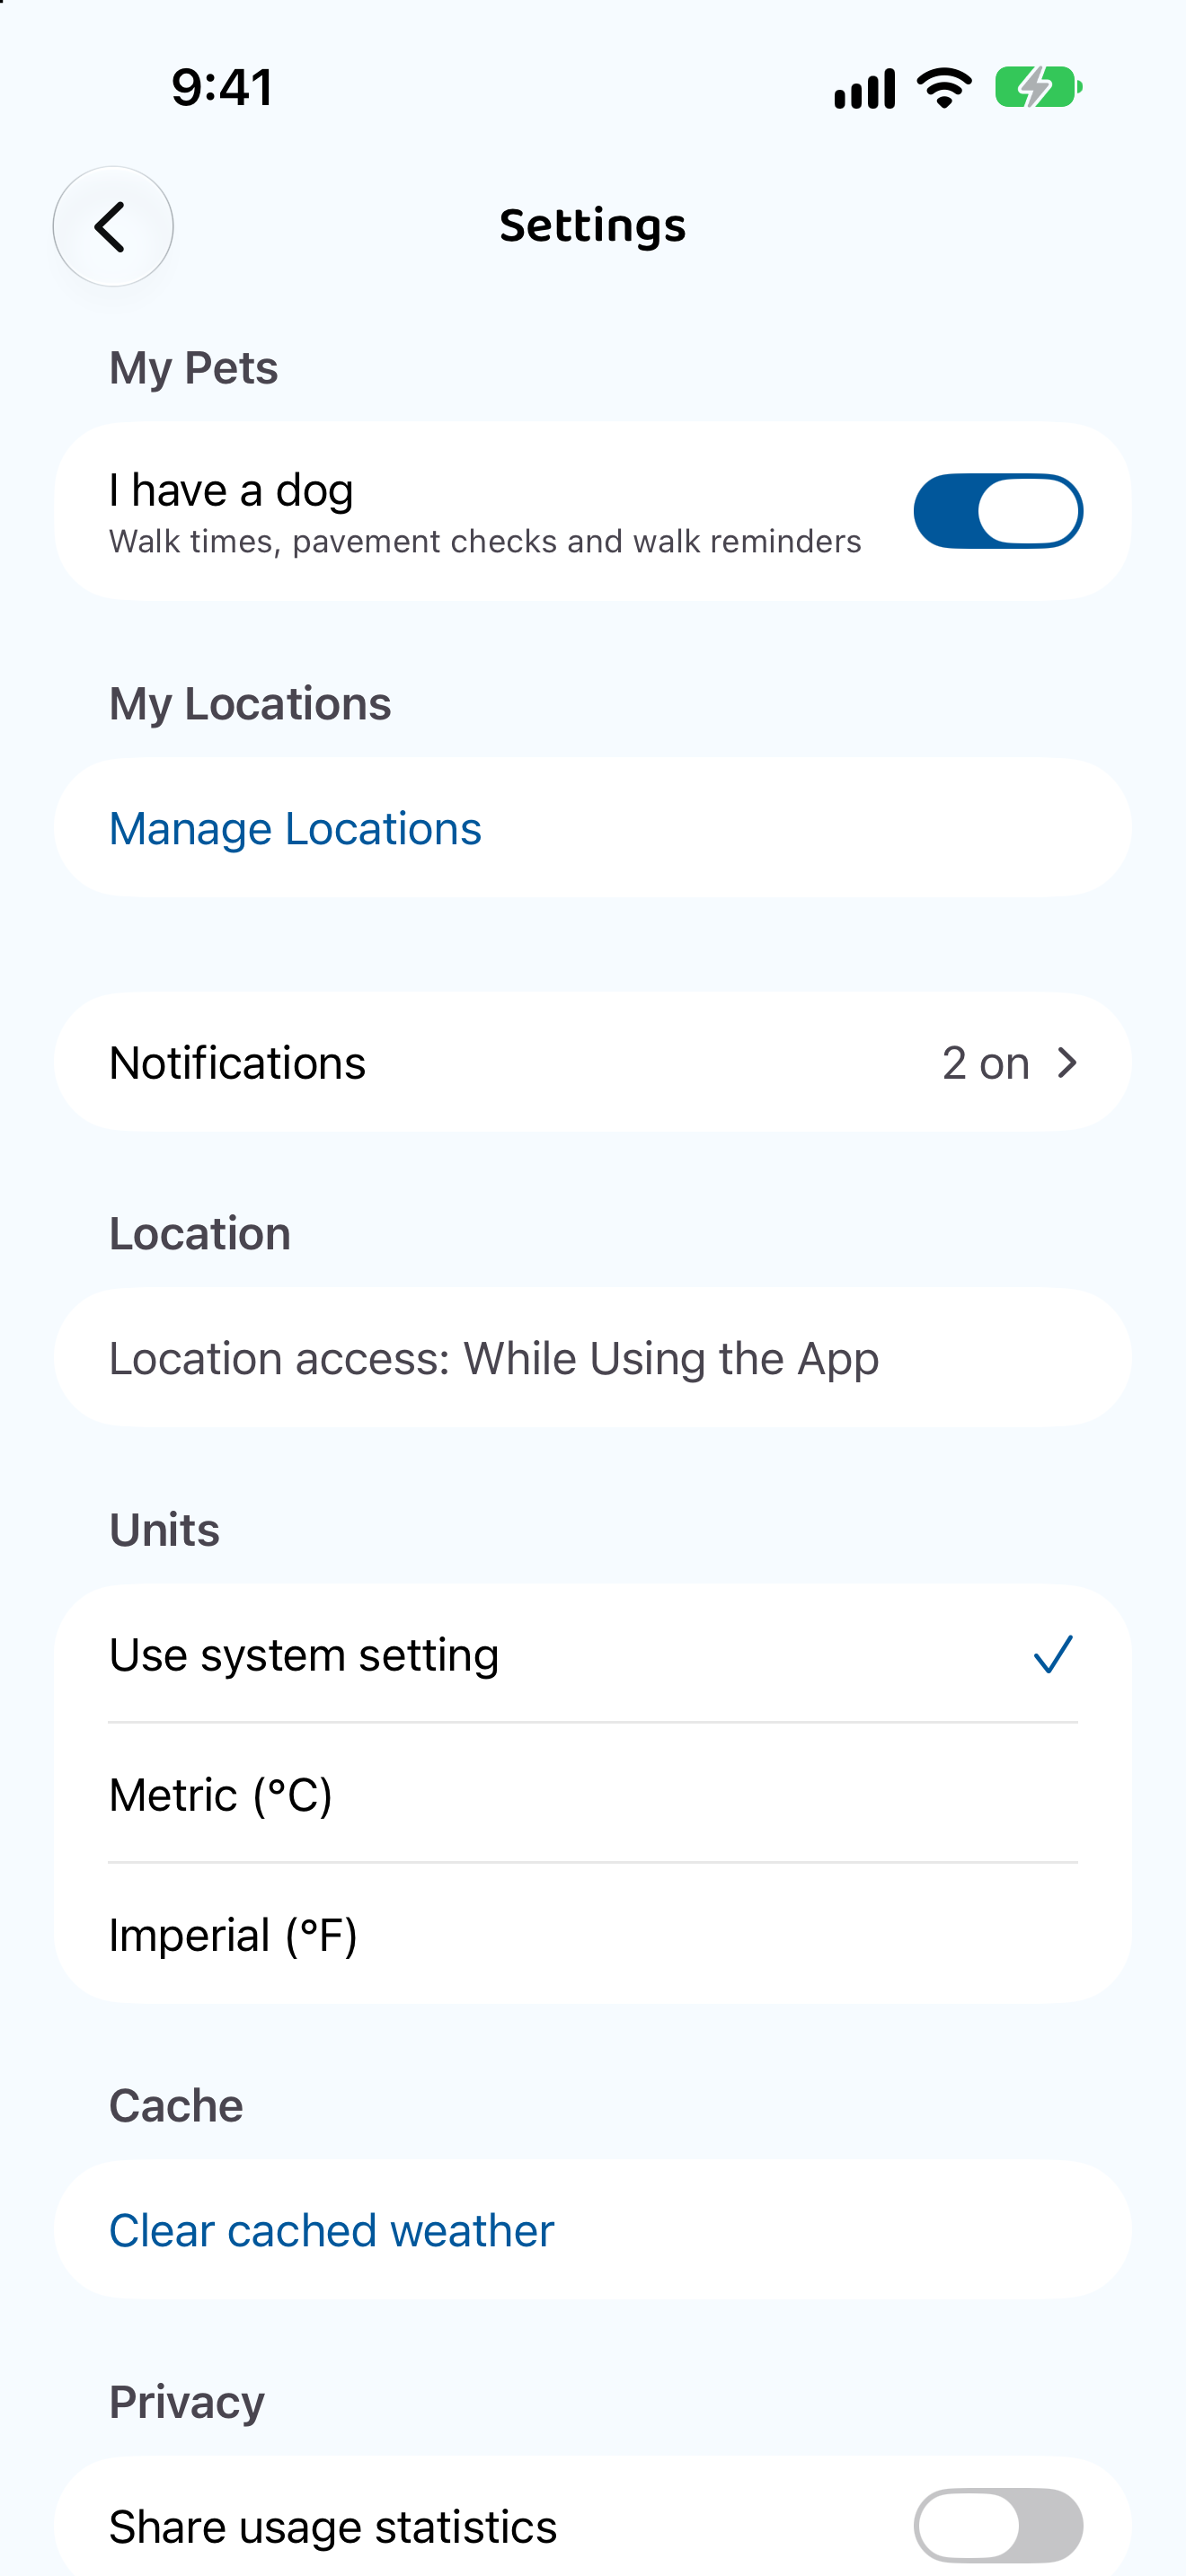 9:41
Settings
My Pets
I have a dog
Walk times, pavement checks and walk reminders
My Locations
Manage Locations
Notifications
2 on
Location
Location access: While Using the App
Units
Use system setting
Metric (°C)
Imperial (°F)
Cache
Clear cached weather
Privacy
Share usage statistics